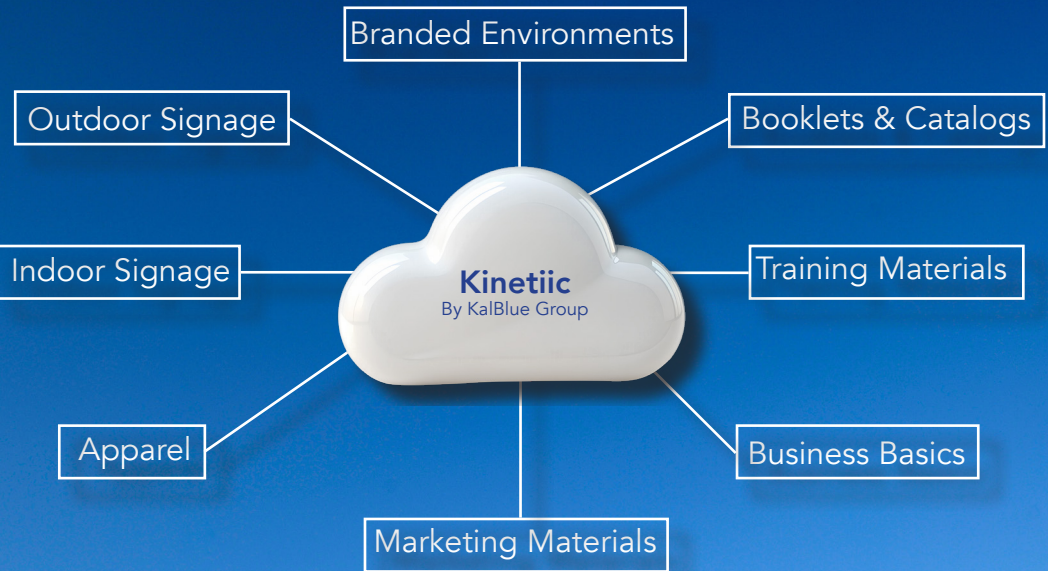 Branded Environments
Outdoor Signage
Booklets & Catalogs
Indoor Signage
Kinetiic
By KalBlue Group
Training Materials
Apparel
Business Basics
Marketing Materials